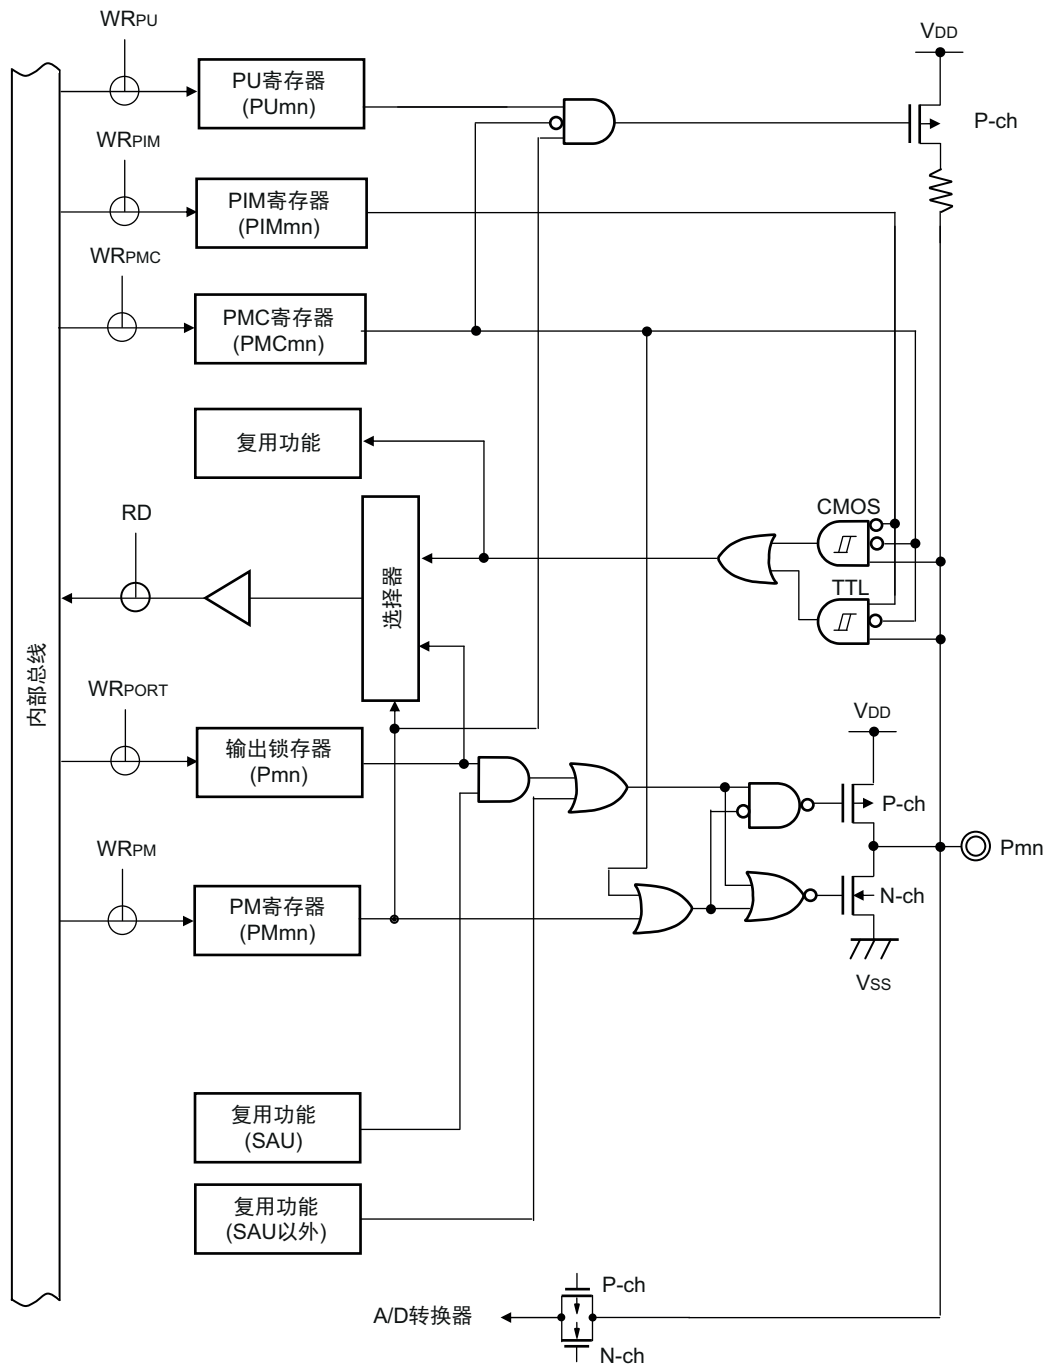 WRPU
PU寄存器
(PUmn)
VDD
P-ch
WRPIM
PIM寄存器
(PIMmn)
WRPMC
PMC寄存器
(PMCmn)
复用功能
CMOS
TTL
RD
选择器
内部总线
WRPORT
输出锁存器
(Pmn)
VDD
P-ch
Pmn
N-ch
VSS
WRPM
PM寄存器
(PMmn)
复用功能
(SAU)
复用功能
(SAU以外)
P-ch
A/D转换器
N-ch